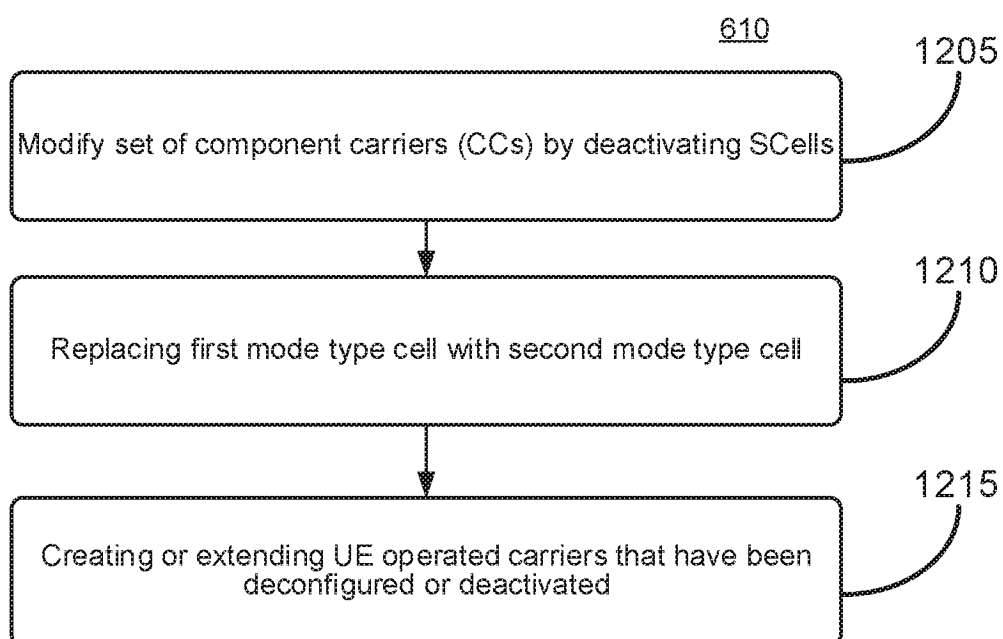 610
1205
Modify set of component carriers (CCs) by deactivating SCells
1210
Replacing first mode type cell with second mode type cell
1215
Creating or extending UE operated carriers that have been
deconfigured or deactivated